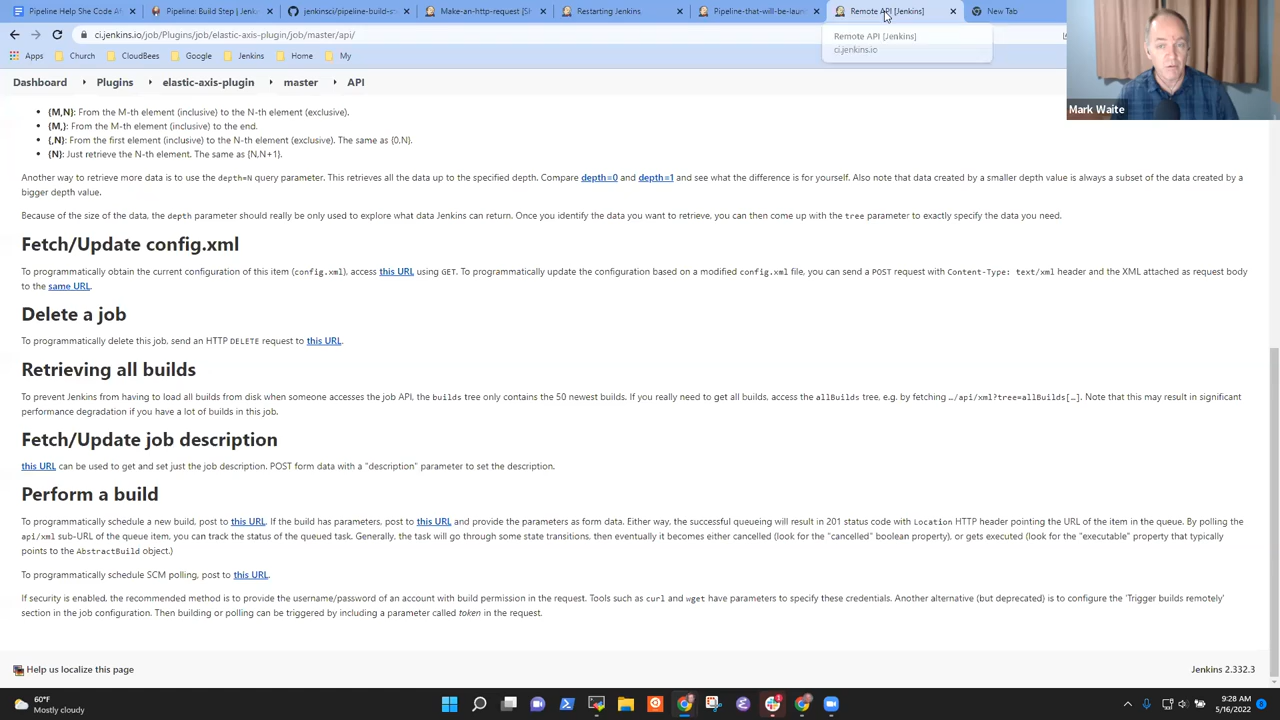 Pipeline Help She Code Af
Pipeline: Build Step [Jenk
jenkinsci/pipeline-build-s
Make-an-http-request [
Restarting Jenkins
Pipeline-that-will-be-laun
Remote API [Jenkins]
New Tab
ci.jenkins.io/job/Plugins/job/elastic-axis-plugin/job/master/api/
Remote API [Jenkins]
ci.jenkins.io
Apps Church CloudBees Google Jenkins Home My
Dashboard Plugins elastic-axis-plugin master API
Mark Waite
{M,N}: From the M-th element (inclusive) to the N-th element (exclusive).
{M,}: From the M-th element (inclusive) to the end.
{,N}: From the first element (inclusive) to the N-th element (exclusive). The same as {0,N}.
{N}: Just retrieve the N-th element. The same as {N,N+1}.
Another way to retrieve more data is to use the depth=N query parameter. This retrieves all the data up to the specified depth. Compare depth=0 and depth=1 and see what the difference is for yourself. Also note that data created by a smaller depth value is always a subset of the data created by a
bigger depth value.
Because of the size of the data, the depth parameter should really be only used to explore what data Jenkins can return. Once you identify the data you want to retrieve, you can then come up with the tree parameter to exactly specify the data you need.
Fetch/Update config.xml
To programmatically obtain the current configuration of this item (config.xml), access this URL using GET. To programmatically update the configuration based on a modified config.xml file, you can send a POST request with Content-Type: text/xml header and the XML attached as request body
to the same URL.
Delete a job
To programmatically delete this job, send an HTTP DELETE request to this URL.
Retrieving all builds
To prevent Jenkins from having to load all builds from disk when someone accesses the job API, the builds tree only contains the 50 newest builds. If you really need to get all builds, access the allBuilds tree, e.g. by fetching …/api/xml?tree=allBuilds[…]. Note that this may result in significant
performance degradation if you have a lot of builds in this job.
Fetch/Update job description
this URL can be used to get and set just the job description. POST form data with a "description" parameter to set the description.
Perform a build
To programmatically schedule a new build, post to this URL. If the build has parameters, post to this URL and provide the parameters as form data. Either way, the successful queueing will result in 201 status code with Location HTTP header pointing the URL of the item in the queue. By polling the
api/xml sub-URL of the queue item, you can track the status of the queued task. Generally, the task will go through some state transitions, then eventually it becomes either cancelled (look for the "cancelled" boolean property), or gets executed (look for the "executable" property that typically
points to the AbstractBuild object.)
To programmatically schedule SCM polling, post to this URL.
If security is enabled, the recommended method is to provide the username/password of an account with build permission in the request. Tools such as curl and wget have parameters to specify these credentials. Another alternative (but deprecated) is to configure the 'Trigger builds remotely'
section in the job configuration. Then building or polling can be triggered by including a parameter called token in the request.
Help us localize this page
Jenkins 2.332.3
60°F
Mostly cloudy
9:28 AM
5/16/2022